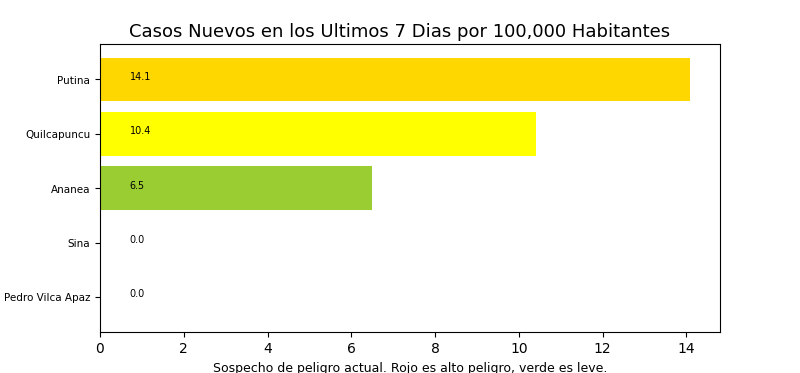 Casos Nuevos en los Ultimos 7 Dias por 100,000 Habitantes
Putina
14.1
Quilcapuncu
10.4
Ananea
6.5
Sina
0.0
Pedro Vilca Apaz
0.0
0 2 4 6 8 10 12 14
Sospecho de peligro actual. Rojo es alto peligro, verde es leve.